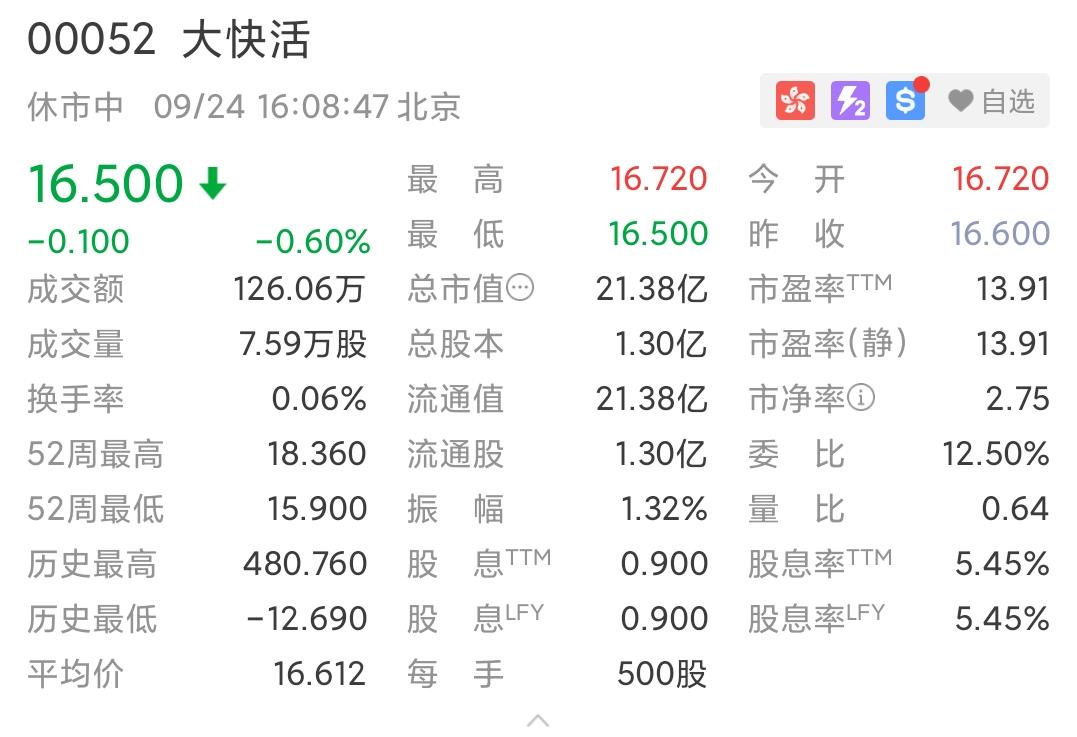 00052 大快活
休市中 09/24 16:08:47 北京 2 $ 自选
16.500 最高 16.720 今开 16.720
-0.100 -0.60% 最低 16.500 昨收 16.600
成交额 126.06万 总市值 21.38亿 市盈率TTM 13.91
成交量 7.59万股 总股本 1.30亿 市盈率(静) 13.91
换手率 0.06% 流通值 21.38亿 市净率 2.75
52周最高 18.360 流通股 1.30亿 委比 12.50%
52周最低 15.900 振幅 1.32% 量比 0.64
历史最高 480.760 股息TTM 0.900 股息率TTM 5.45%
历史最低 -12.690 股息LFY 0.900 股息率LFY 5.45%
平均价 16.612 每手 500股